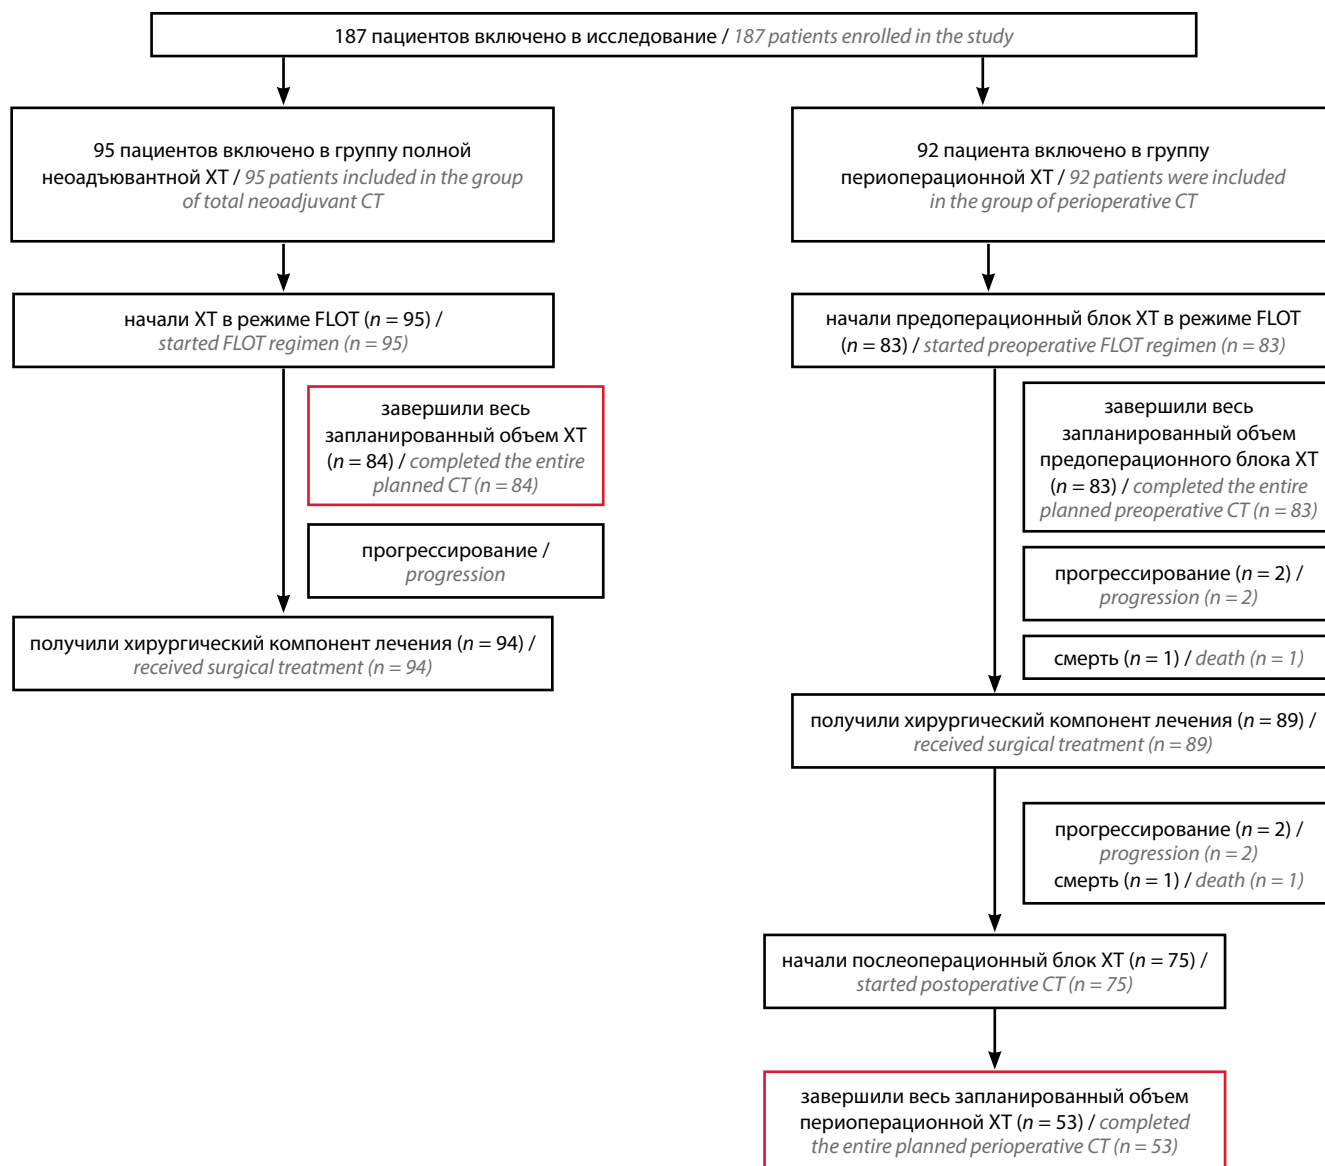 187 пациентов включено в исследование / 187 patients enrolled in the study
95 пациентов включено в группу полной
неоадъювантной ХТ / 95 patients included in the group
of total neoadjuvant CT
92 пациента включено в группу
периоперационной ХТ / 92 patients were included
in the group of perioperative CT
начали ХТ в режиме FLOT (n = 95) /
started FLOT regimen (n = 95)
начали предоперационный блок ХТ в режиме FLOT
(n = 83) / started preoperative FLOT regimen (n = 83)
завершили весь
запланированный объем ХТ
(n = 84) / completed the entire
planned CT (n = 84)
завершили весь
запланированный объем
предоперационного блока ХТ
(n = 83) / completed the entire
planned preoperative CT (n = 83)
прогрессирование /
progression
прогрессирование (n = 2) /
progression (n = 2)
получили хирургический компонент лечения (n = 94) /
received surgical treatment (n = 94)
смерть (n = 1) / death (n = 1)
получили хирургический компонент лечения (n = 89) /
received surgical treatment (n = 89)
прогрессирование (n = 2) /
progression (n = 2)
смерть (n = 1) / death (n = 1)
начали послеоперационный блок ХТ (n = 75) /
started postoperative CT (n = 75)
завершили весь запланированный объем
периоперационной ХТ (n = 53) / completed
the entire planned perioperative CT (n = 53)